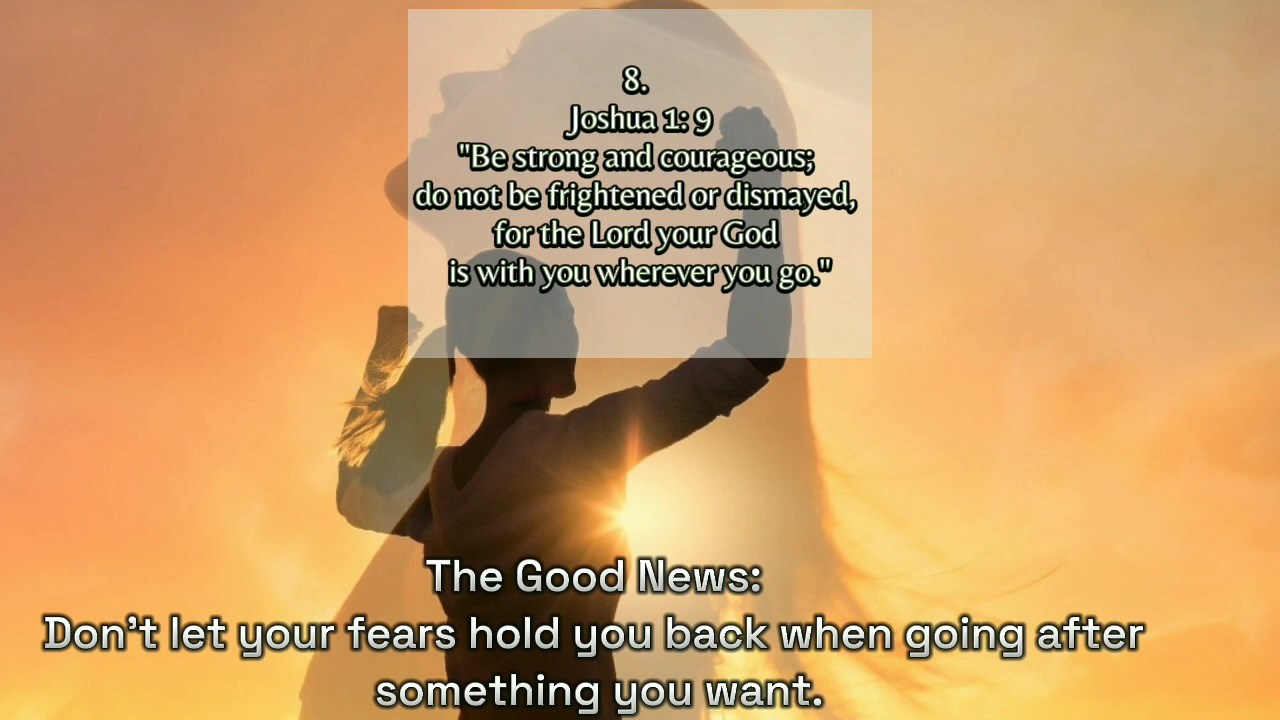 8.
Joshua 1: 9
"Be strong and courageous;
do not be frightened or dismayed,
for the Lord your God
is with you wherever you go."
The Good News:
Don't let your fears hold you back when going after
something you want.